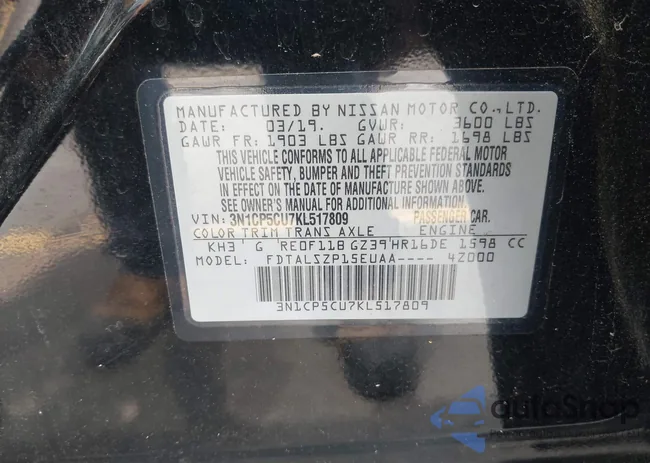 MANUFACTURED BY NISSAN MOTOR CO.,LTD.
DATE: 03/19. GVWR: 3600 LBS
GAWR FR: 1903 LBS GAWR RR: 1698 LBS
THIS VEHICLE CONFORMS TO ALL APPLICABLE FEDERAL MOTOR
VEHICLE SAFETY, BUMPER AND THEFT PREVENTION STANDARDS
IN EFFECT ON THE DATE OF MANUFACTURE SHOWN ABOVE.
SEE OWNER'S MANUAL FOR ADDITIONAL INFORMATION
VIN: 3N1CP5CU7KL517809 PASSENGER CAR.
COLOR TRIM TRANS AXLE ENGINE
KH3 G RE0F11B GZ39 HR16DE 1598 CC
MODEL: FDTALSZP15EUAA---- 4Z000
3N1CP5CU7KL517809
autoSnap